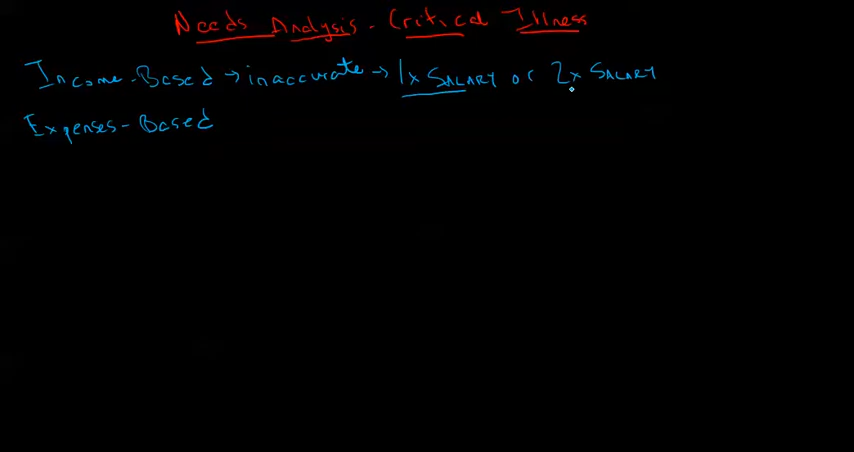 Needs Analysis - Critical Illness
Income-Based → inaccurate → 1x SALARY or 2x SALARY
Expenses-Based